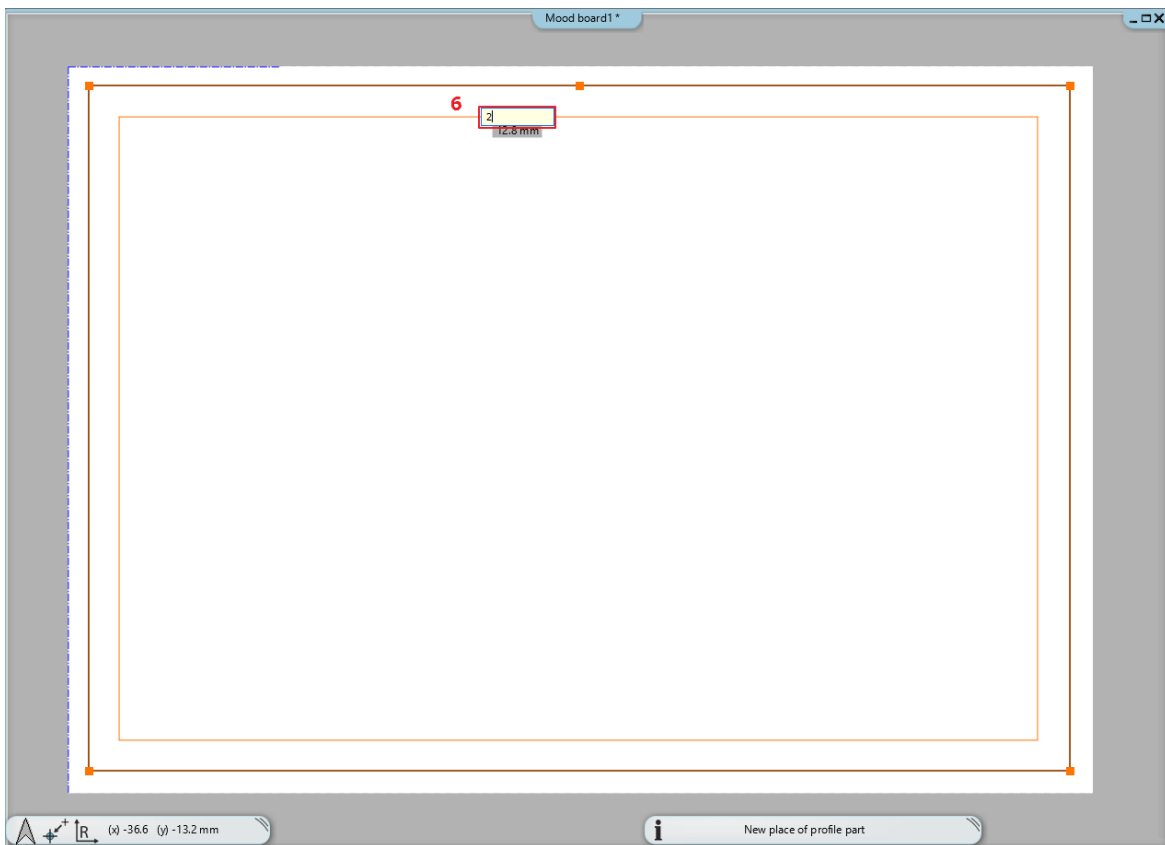 Mood board1 *
6
2
12.8 mm
R (x) -36.6 (y) -13.2 mm
i New place of profile part